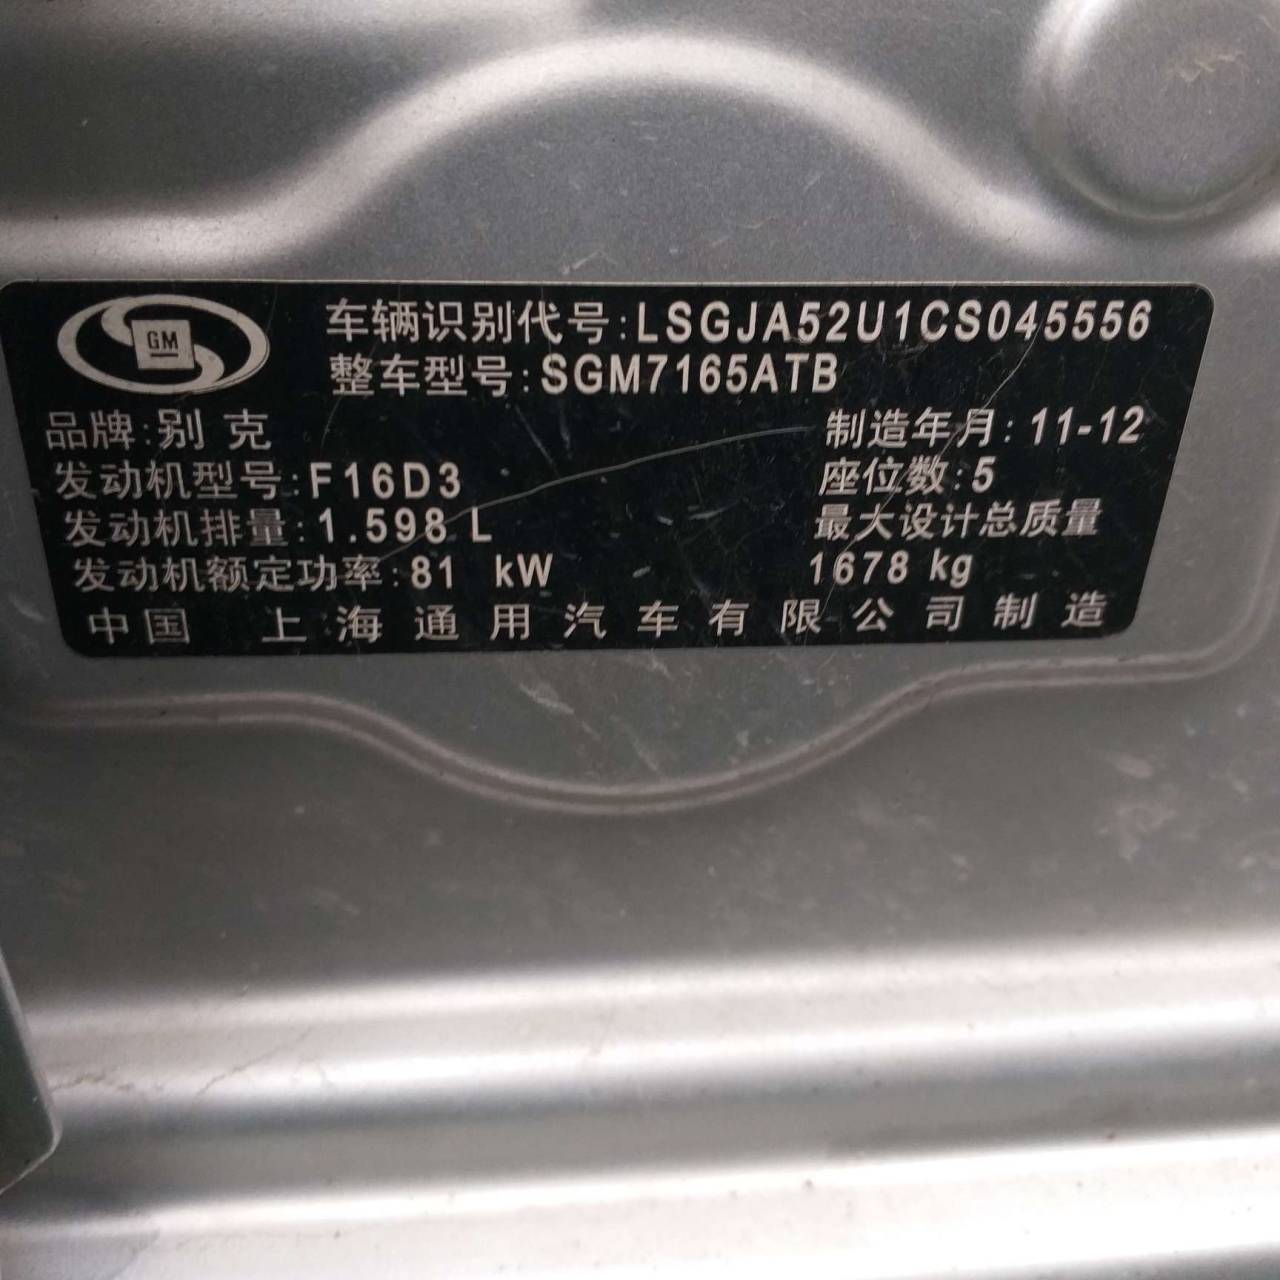 GM
车辆识别代号:LSGJA52U1CS045556
整车型号:SGM7165ATB
品牌:别克 制造年月:11-12
发动机型号:F16D3 座位数:5
发动机排量:1.598 L 最大设计总质量
发动机额定功率:81 kW 1678 kg
中国 上海通用汽车有限公司制造